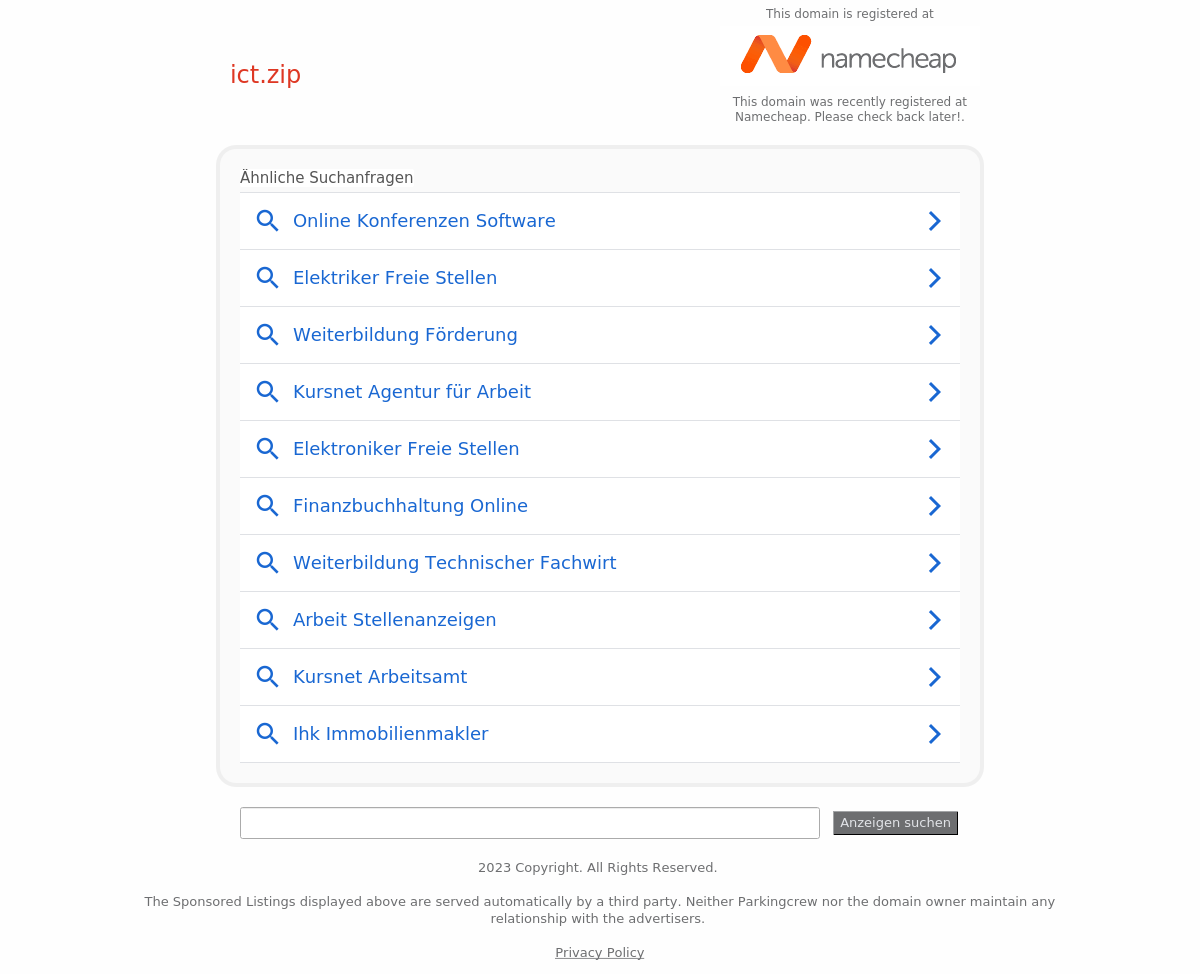 This domain is registered at
namecheap
ict.zip
This domain was recently registered at
Namecheap. Please check back later!.
Ähnliche Suchanfragen
Online Konferenzen Software
Elektriker Freie Stellen
Weiterbildung Förderung
Kursnet Agentur für Arbeit
Elektroniker Freie Stellen
Finanzbuchhaltung Online
Weiterbildung Technischer Fachwirt
Arbeit Stellenanzeigen
Kursnet Arbeitsamt
Ihk Immobilienmakler
Anzeigen suchen
2023 Copyright. All Rights Reserved.
The Sponsored Listings displayed above are served automatically by a third party. Neither Parkingcrew nor the domain owner maintain any
relationship with the advertisers.
Privacy Policy